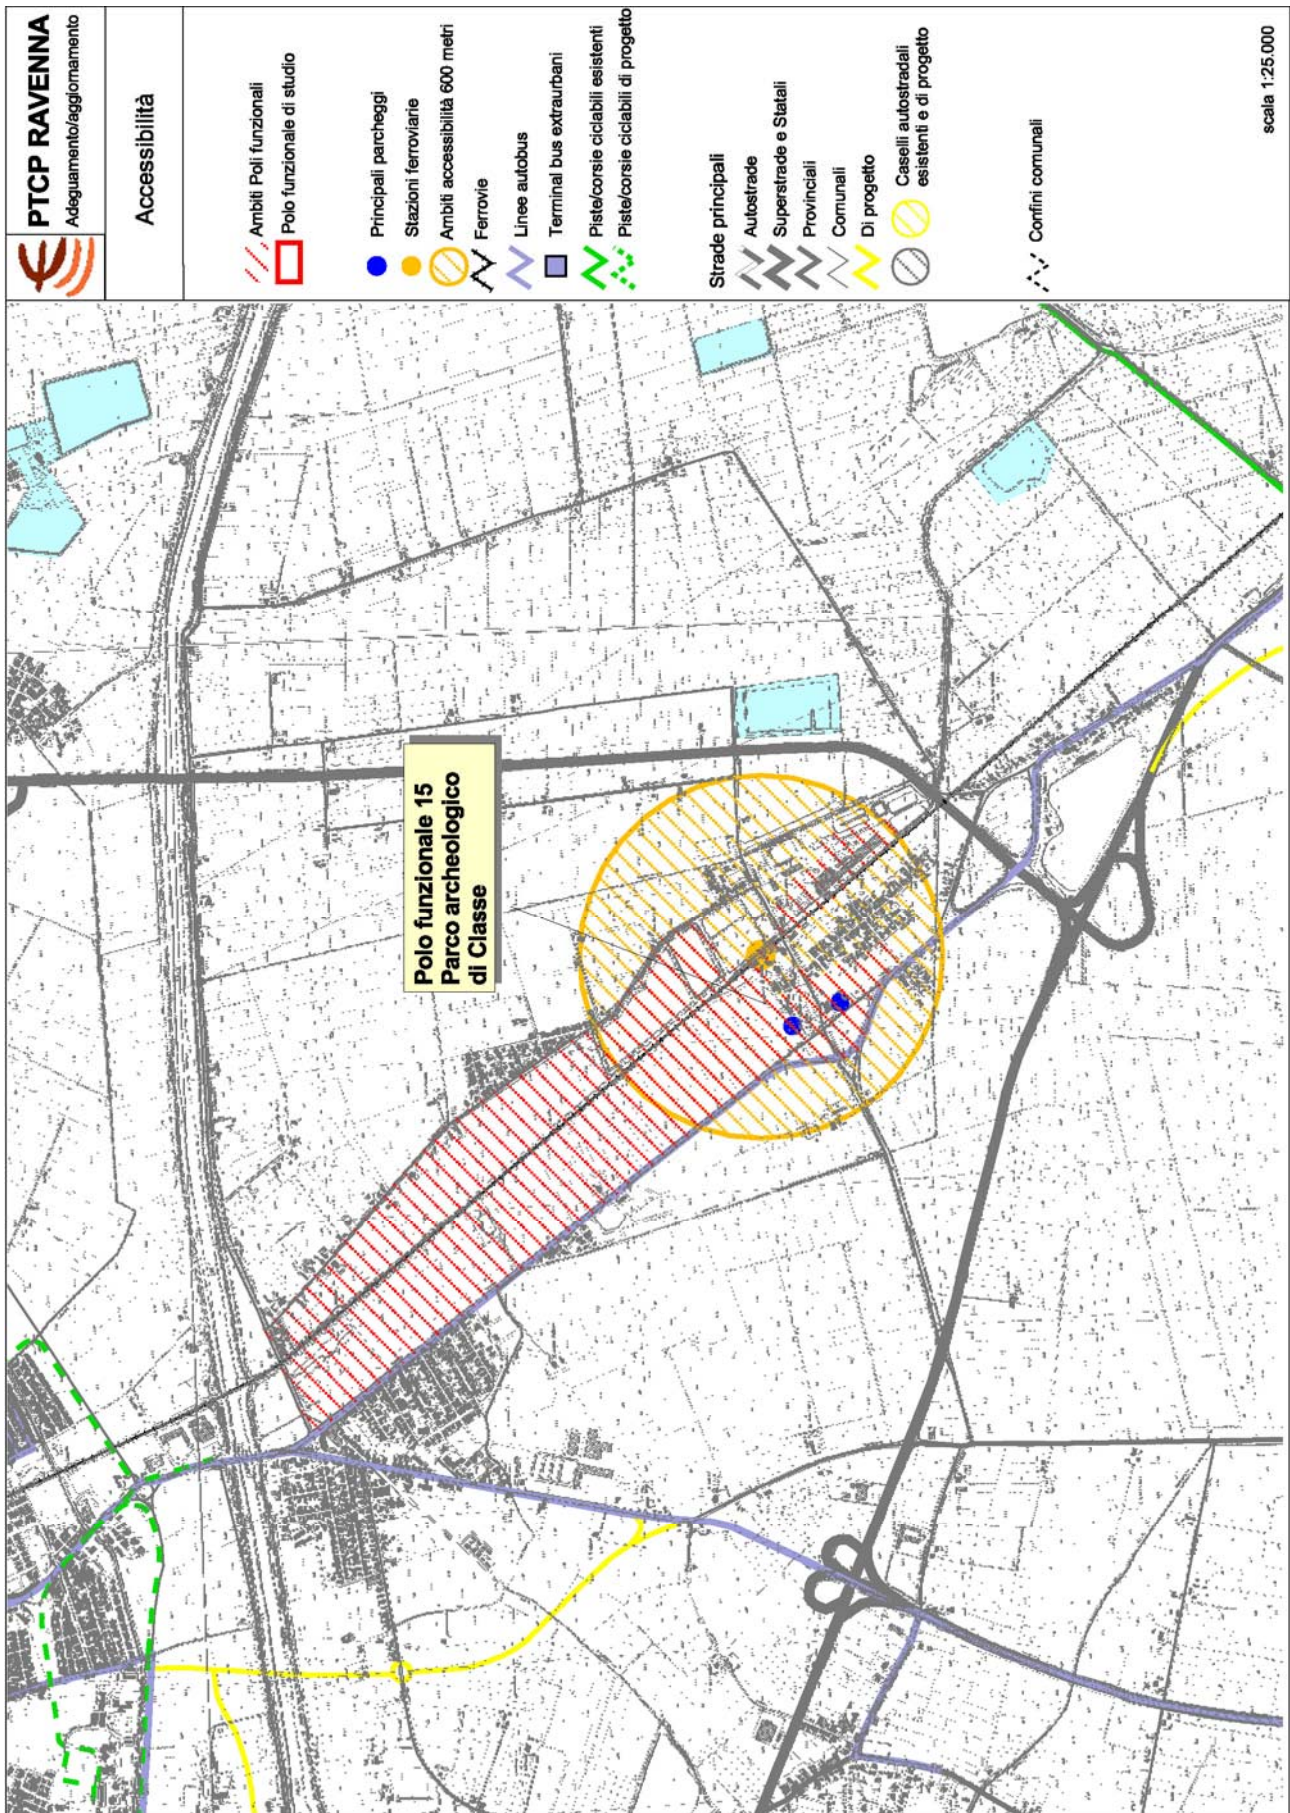 PTCP RAVENNA
Adeguamento/aggiornamento
Accessibilità
Ambiti Poli funzionali
Polo funzionale di studio
Principali parcheggi
Stazioni ferroviarie
Ambiti accessibilità 600 metri
Ferrovie
Linee autobus
Terminal bus extraurbani
Piste/corsie ciclabili esistenti
Piste/corsie ciclabili di progetto
Strade principali
Autostrade
Superstrade e Statali
Provinciali
Comunali
Di progetto
Caselli autostradali
esistenti e di progetto
Confini comunali
scala 1:25.000
Polo funzionale 15
Parco archeologico
di Classe